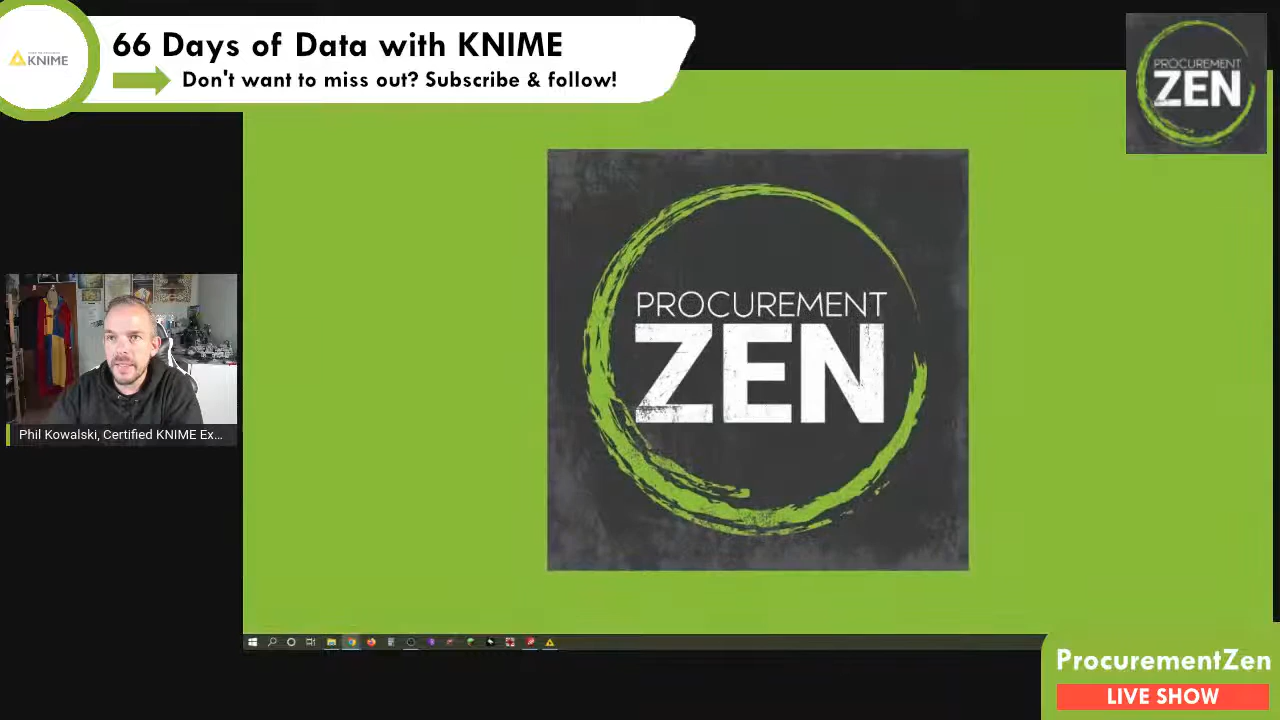 KNIME
66 Days of Data with KNIME
Don't want to miss out? Subscribe & follow!
PROCUREMENT
ZEN
PROCUREMENT
ZEN
Phil Kowalski, Certified KNIME Ex...
ProcurementZen
LIVE SHOW